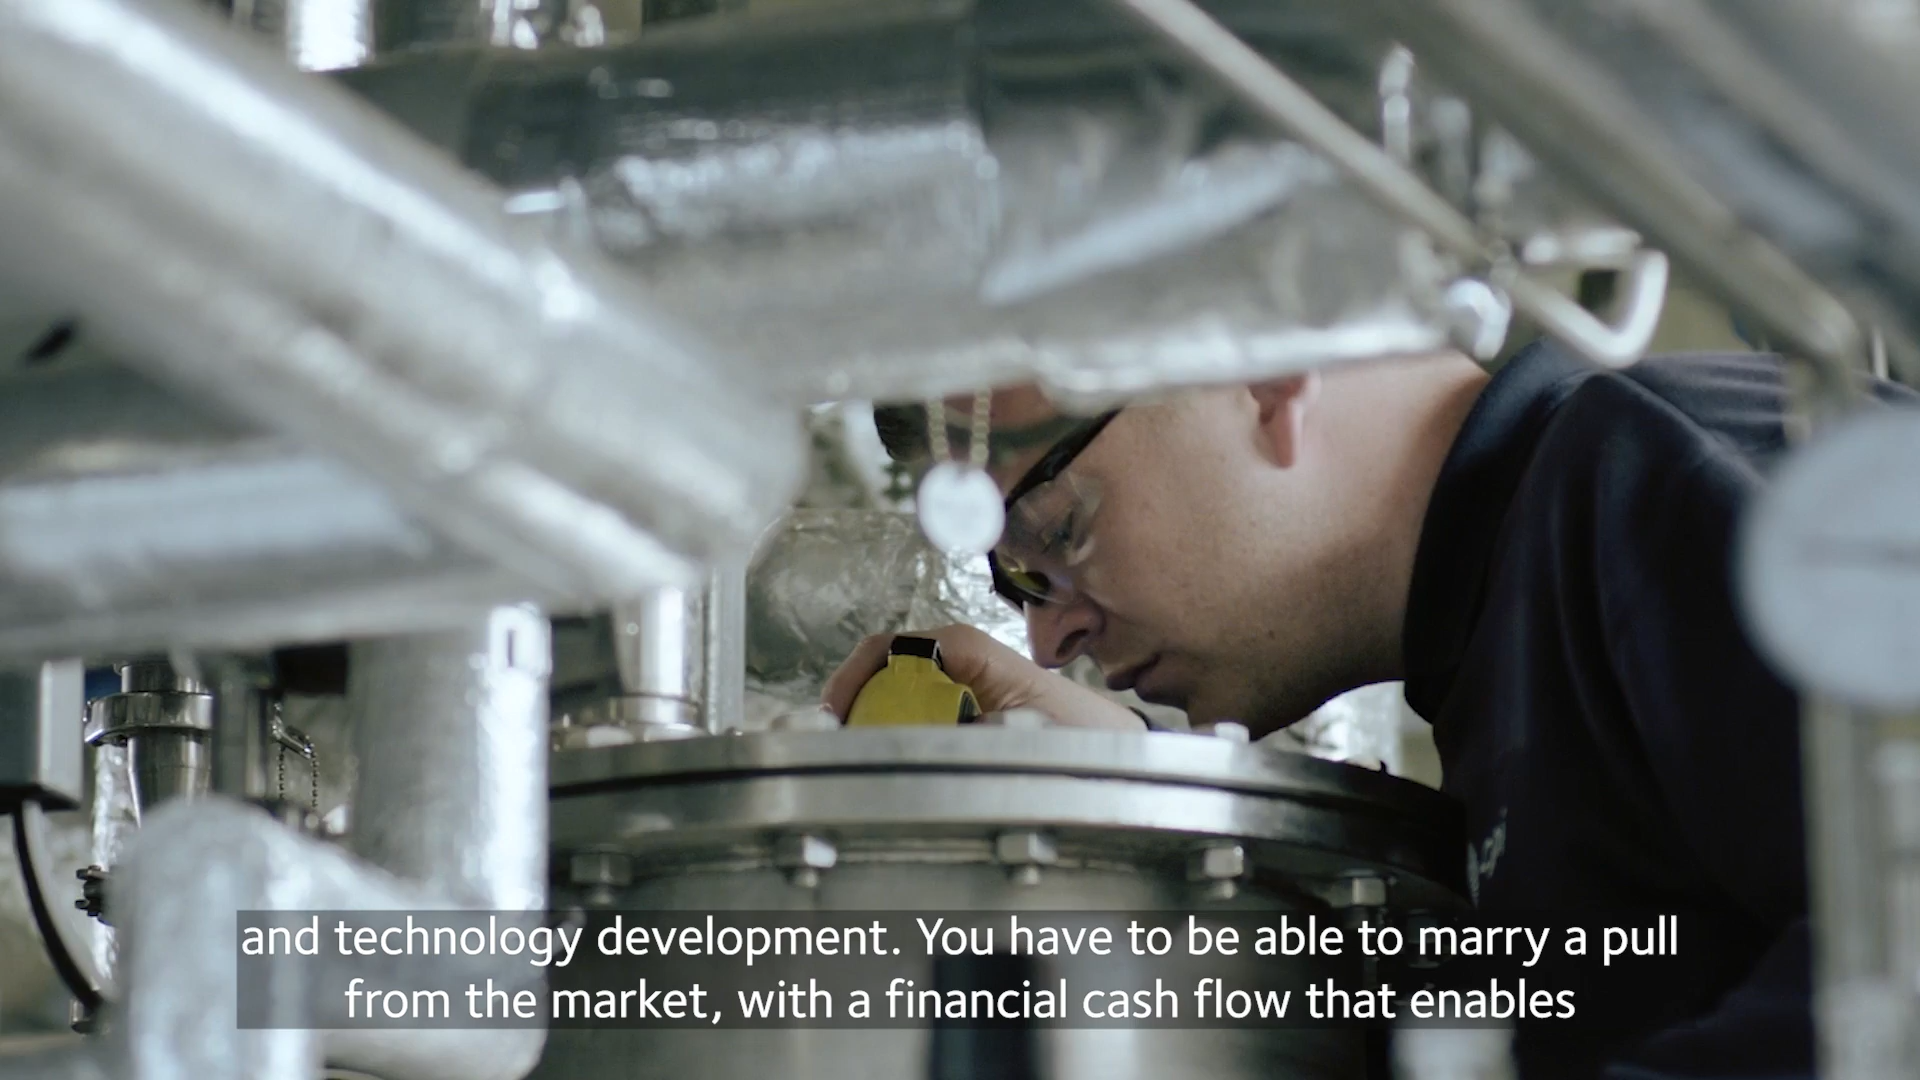 and technology development. You have to be able to marry a pull
from the market, with a financial cash flow that enables